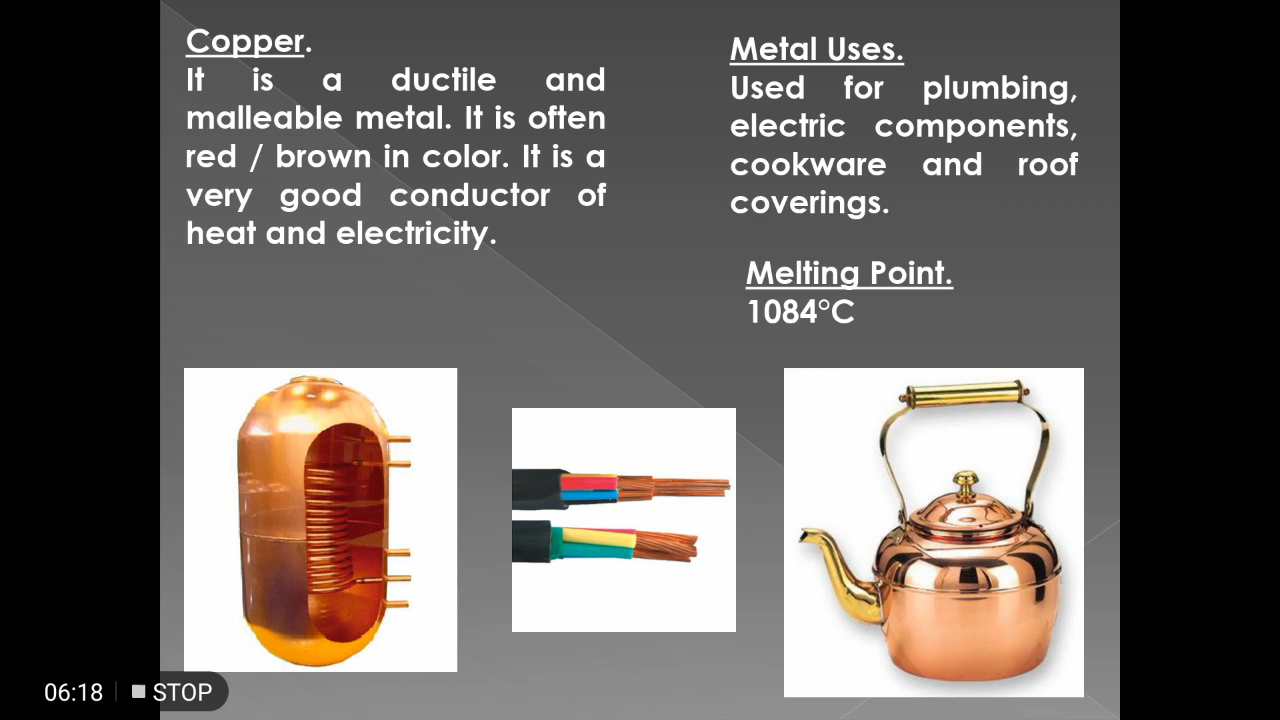 Copper.
It is a ductile and
malleable metal. It is often
red / brown in color. It is a
very good conductor of
heat and electricity.
Metal Uses.
Used for plumbing,
electric components,
cookware and roof
coverings.
Melting Point.
1084°C
06:18 STOP